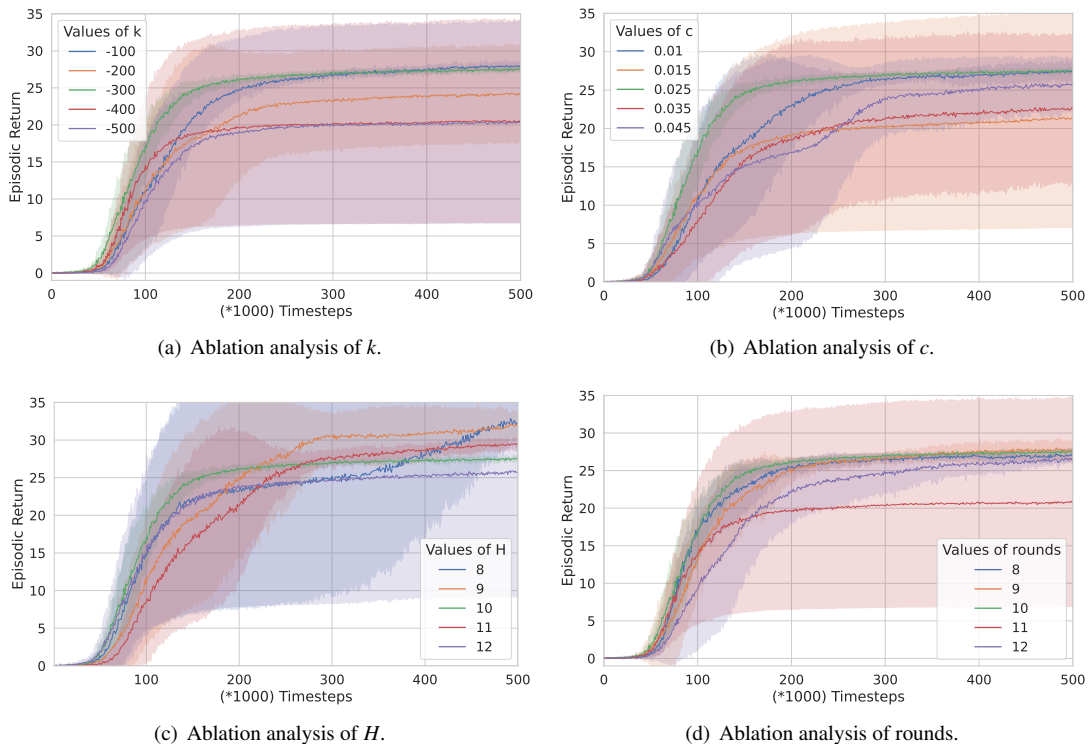 35
30
25
20
15
10
5
0
Episodic Return
Values of k
-100
-200
-300
-400
-500
0 100 200 300 400 500
(*1000) Timesteps
(a) Ablation analysis of k.
35
30
25
20
15
10
5
0
Episodic Return
Values of c
0.01
0.015
0.025
0.035
0.045
0 100 200 300 400 500
(*1000) Timesteps
(b) Ablation analysis of c.
35
30
25
20
15
10
5
0
Episodic Return
Values of H
8
9
10
11
12
100 200 300 400 500
(*1000) Timesteps
(c) Ablation analysis of H.
35
30
25
20
15
10
5
0
Episodic Return
Values of rounds
8
9
10
11
12
0 100 200 300 400 500
(*1000) Timesteps
(d) Ablation analysis of rounds.